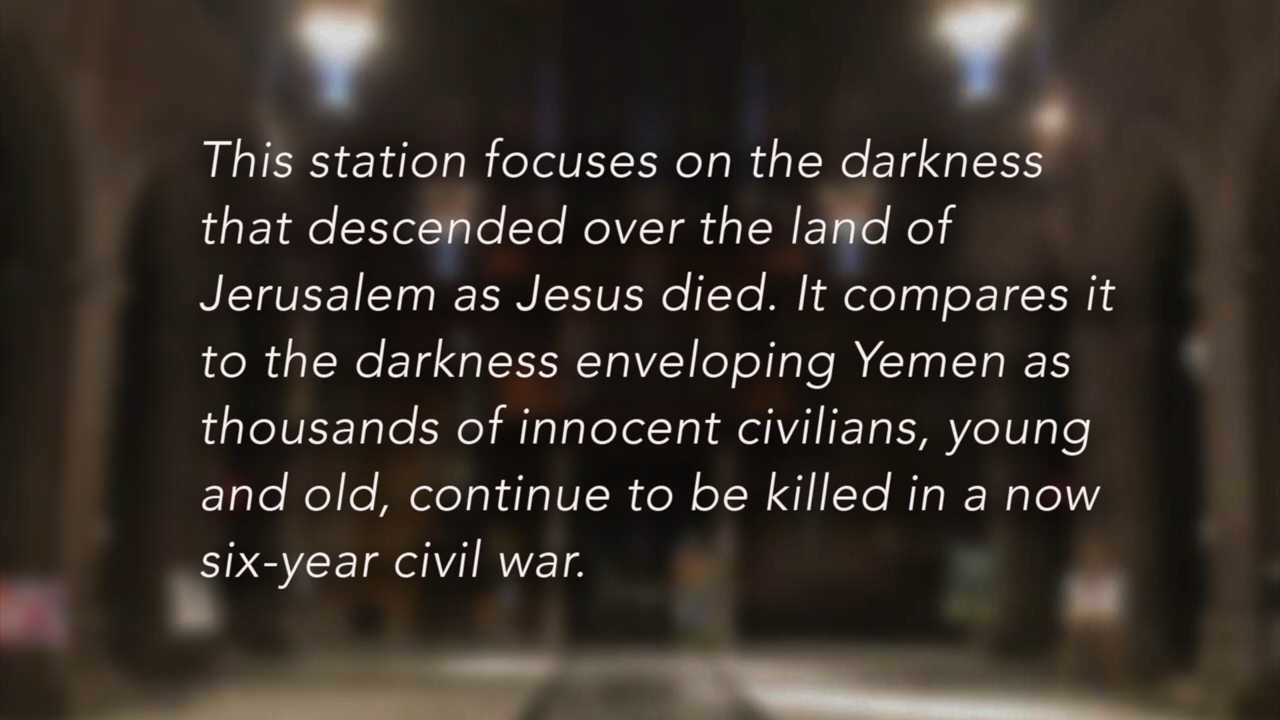 This station focuses on the darkness
that descended over the land of
Jerusalem as Jesus died. It compares it
to the darkness enveloping Yemen as
thousands of innocent civilians, young
and old, continue to be killed in a now
six-year civil war.